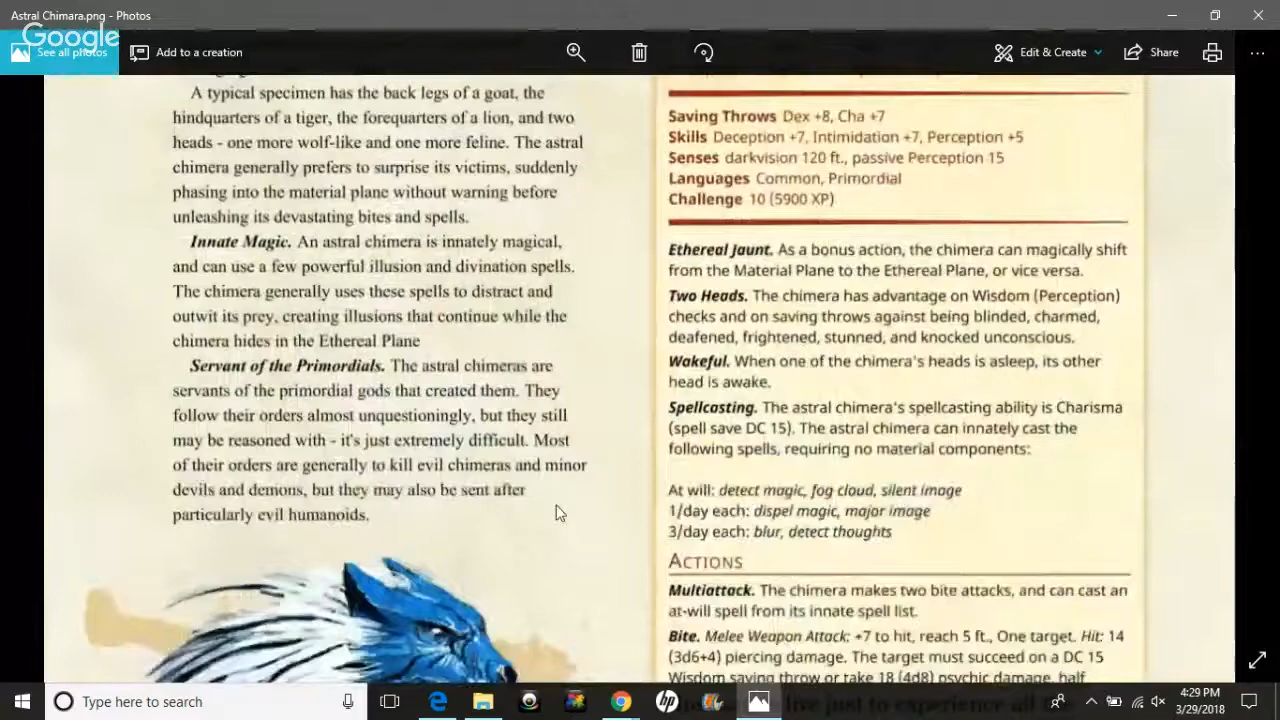 Astral Chimara.png - Photos
Google
See all photos
Add to a creation
Edit & Create
Share
A typical specimen has the back legs of a goat, the
hindquarters of a tiger, the forequarters of a lion, and two
heads - one more wolf-like and one more feline. The astral
chimera generally prefers to surprise its victims, suddenly
phasing into the material plane without warning before
unleashing its devastating bites and spells.
Innate Magic. An astral chimera is innately magical,
and can use a few powerful illusion and divination spells.
The chimera generally uses these spells to distract and
outwit its prey, creating illusions that continue while the
chimera hides in the Ethereal Plane
Servant of the Primordials. The astral chimeras are
servants of the primordial gods that created them. They
follow their orders almost unquestioningly, but they still
may be reasoned with - it's just extremely difficult. Most
of their orders are generally to kill evil chimeras and minor
devils and demons, but they may also be sent after
particularly evil humanoids.
Saving Throws Dex +8, Cha +7
Skills Deception +7, Intimidation +7, Perception +5
Senses darkvision 120 ft., passive Perception 15
Languages Common, Primordial
Challenge 10 (5900 XP)
Ethereal Jaunt. As a bonus action, the chimera can magically shift
from the Material Plane to the Ethereal Plane, or vice versa.
Two Heads. The chimera has advantage on Wisdom (Perception)
checks and on saving throws against being blinded, charmed,
deafened, frightened, stunned, and knocked unconscious.
Wakeful. When one of the chimera's heads is asleep, its other
head is awake.
Spellcasting. The astral chimera's spellcasting ability is Charisma
(spell save DC 15). The astral chimera can innately cast the
following spells, requiring no material components:
At will: detect magic, fog cloud, silent image
1/day each: dispel magic, major image
3/day each: blur, detect thoughts
Actions
Multiattack. The chimera makes two bite attacks, and can cast an
at-will spell from its innate spell list.
Bite. Melee Weapon Attack: +7 to hit, reach 5 ft., One target. Hit: 14
(3d6+4) piercing damage. The target must succeed on a DC 15
Wisdom saving throw or take 18 (4d8) psychic damage, half
live just to experience all the
Type here to search
hp
4:29 PM
3/29/2018